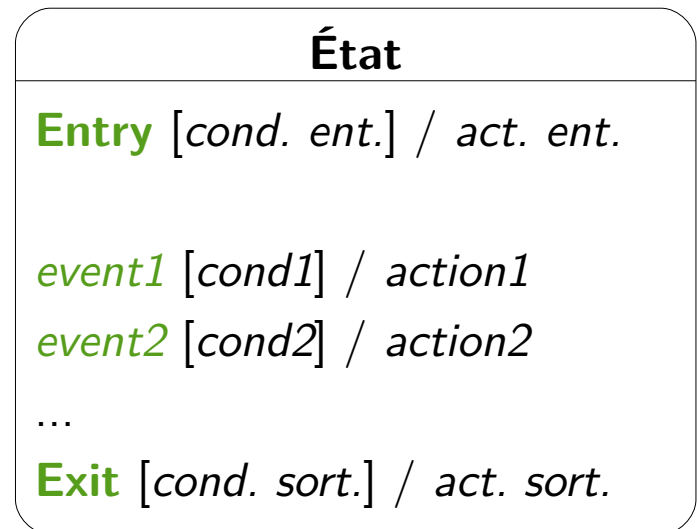 État
Entry [cond. ent.] / act. ent.
event1 [cond1] / action1
event2 [cond2] / action2
...
Exit [cond. sort.] / act. sort.